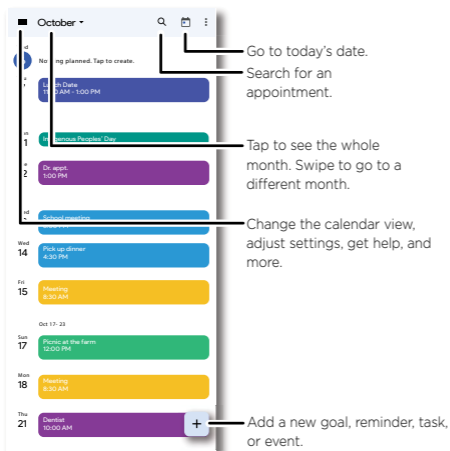 October
Go to today's date.
Search for an
appointment.
planned. Tap to create.
Date
AM - 1:00 PM
Tap to see the whole
month. Swipe to go to a
different month.
Indigenous Peoples' Day
Dr. appt.
1:00 PM
School meeting
Change the calendar view,
adjust settings, get help, and
more.
Wed
14
Pick up dinner
4:30 PM
Fri
15
Meeting
8:30 AM
Oct 17- 23
Sun
17
Picnic at the farm
12:00 PM
Mon
18
Meeting
8:30 AM
Thu
21
Dentist
10:00 AM
+
Add a new goal, reminder, task,
or event.